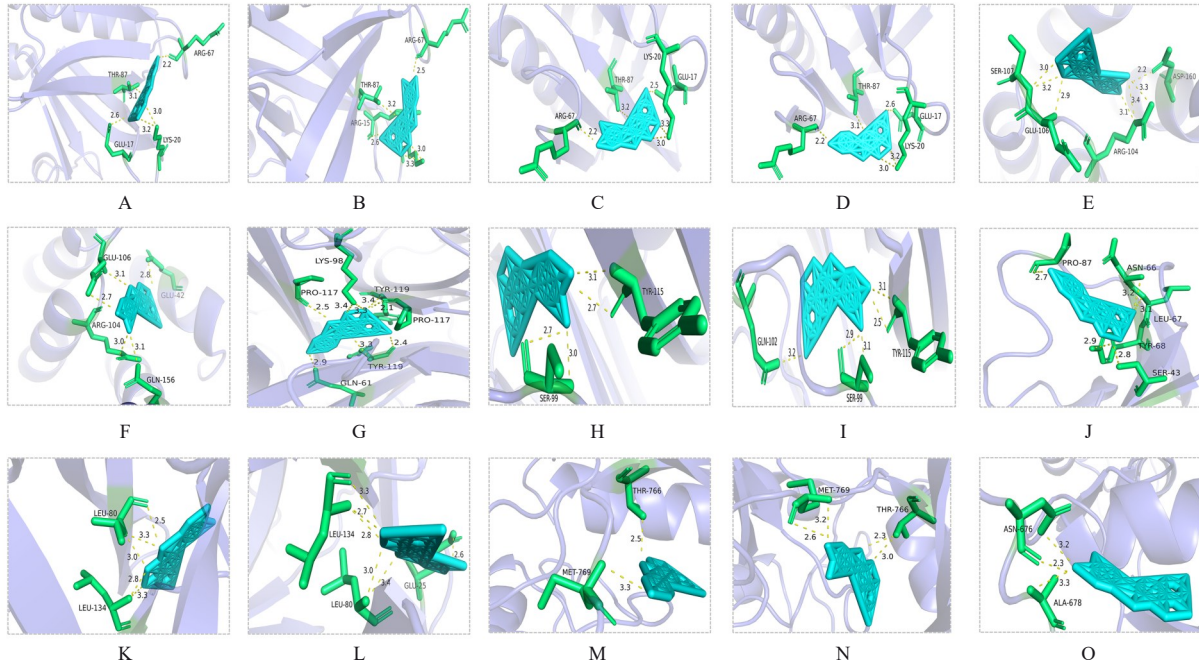 ARG-67
2.2
THR-87
3.1
3.0
2.6
3.2
GLU-17
LYS-20
A
ARG-67
2.5
THR-87
3.2
ARG-15
2.6
3.0
3.3
B
LYS-20
THR-87
2.5
GLU-17
3.2
ARG-67
3.3
2.2
3.0
C
THR-87
2.6
GLU-17
ARG-67
3.1
2.2
3.2
LYS-20
3.0
D
SER-107
3.0
3.2
2.9
2.2
ASP-160
3.3
3.4
3.1
GLU-106
ARG-104
E
GLU-106
3.1
2.8
GLU-42
2.7
ARG-104
3.0
3.1
GLN-156
F
LYS-98
PRO-117
TYR-119
2.5
3.4
3.4
2.1
3.3
PRO-117
3.3
2.4
2.9
TYR-119
GLN-61
G
3.1
TYR-115
2.7
2.7
3.0
SER-99
H
3.1
2.5
2.9
3.1
TYR-115
GLN-102
3.2
SER-99
I
PRO-87
2.7
ASN-66
3.2
3.1
LEU-67
TYR-68
2.9
2.8
SER-43
J
LEU-80
2.5
3.3
3.0
2.8
3.3
LEU-134
K
3.3
2.7
2.8
LEU-134
2.6
3.0
3.4
GLU-25
LEU-80
L
THR-766
2.5
MET-769
3.3
M
MET-769
3.2
THR-766
2.6
2.3
3.0
N
ASN-676
3.2
2.3
3.3
ALA-678
O